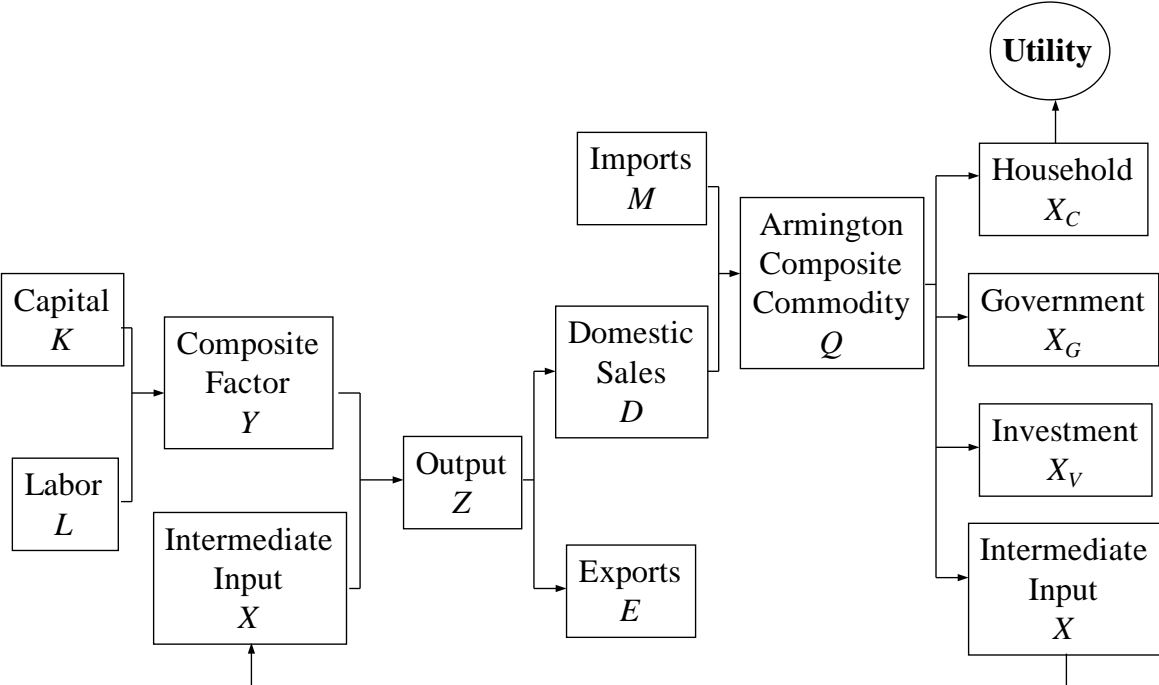 Utility
Imports
M
Household
X_C
Armington
Composite
Commodity
Q
Capital
K
Composite
Factor
Y
Domestic
Sales
D
Government
X_G
Labor
L
Output
Z
Investment
X_V
Intermediate
Input
X
Exports
E
Intermediate
Input
X